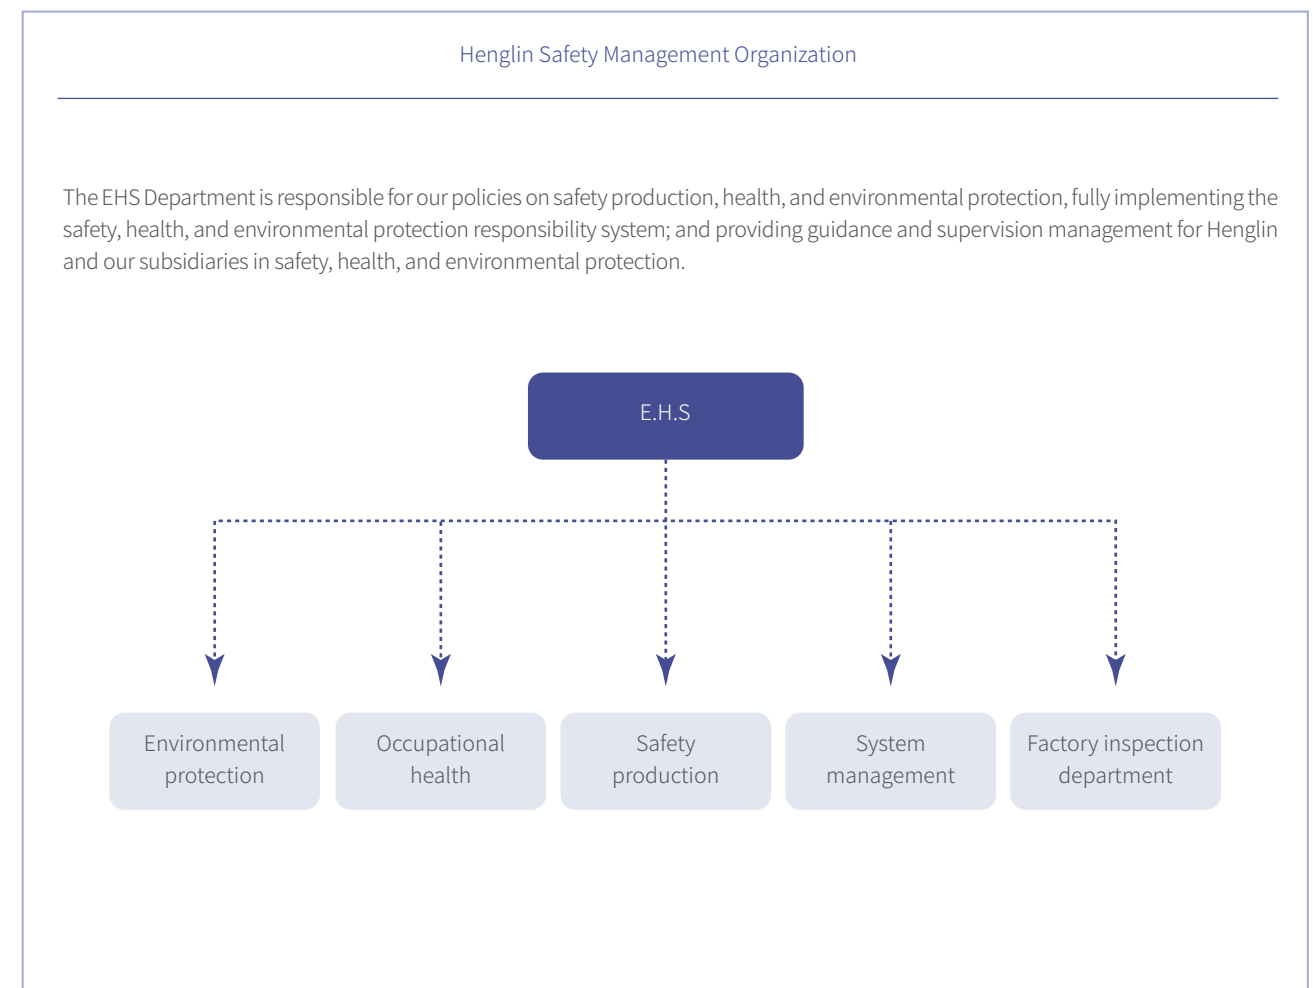 Henglin Safety Management Organization
The EHS Department is responsible for our policies on safety production, health, and environmental protection, fully implementing the
safety, health, and environmental protection responsibility system; and providing guidance and supervision management for Henglin
and our subsidiaries in safety, health, and environmental protection.
E.H.S
Environmental
protection
Occupational
health
Safety
production
System
management
Factory inspection
department